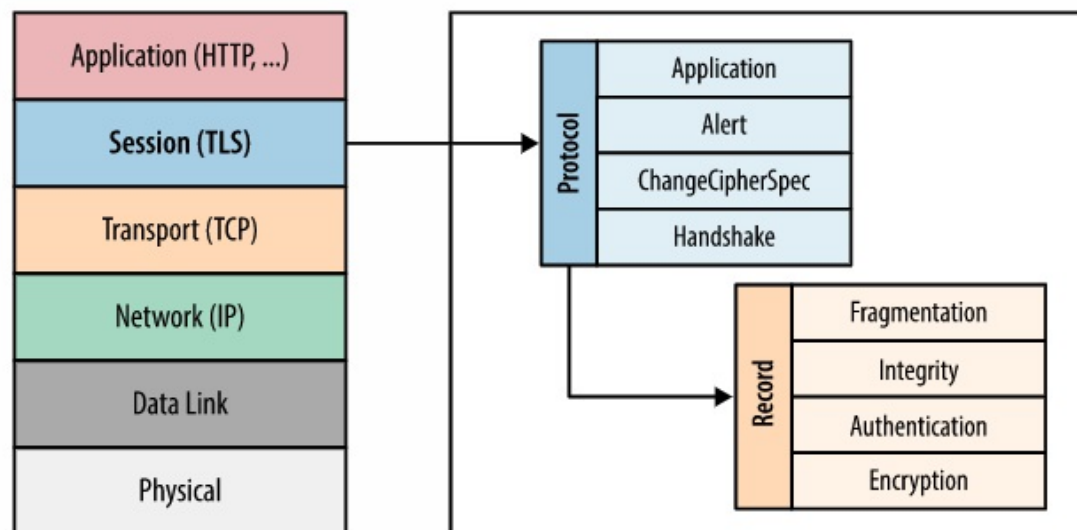 Application (HTTP, ...)
Session (TLS)
Transport (TCP)
Network (IP)
Data Link
Physical
Protocol
Application
Alert
ChangeCipherSpec
Handshake
Record
Fragmentation
Integrity
Authentication
Encryption